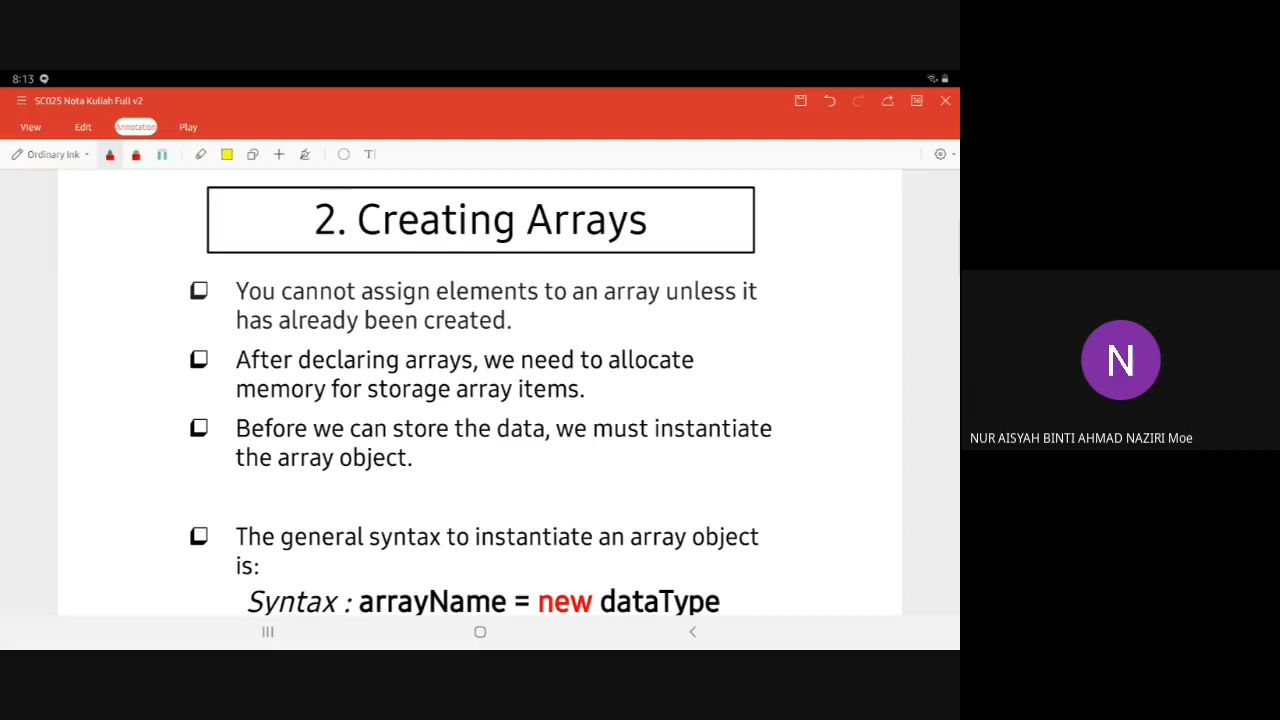 8:13
SC025 Nota Kuliah Full v2
16
View Edit Annotation Play
Ordinary Ink
T
2. Creating Arrays
You cannot assign elements to an array unless it
has already been created.
After declaring arrays, we need to allocate
memory for storage array items.
Before we can store the data, we must instantiate
the array object.
The general syntax to instantiate an array object
is:
Syntax : arrayName = new dataType
N
NUR AISYAH BINTI AHMAD NAZIRI Moe